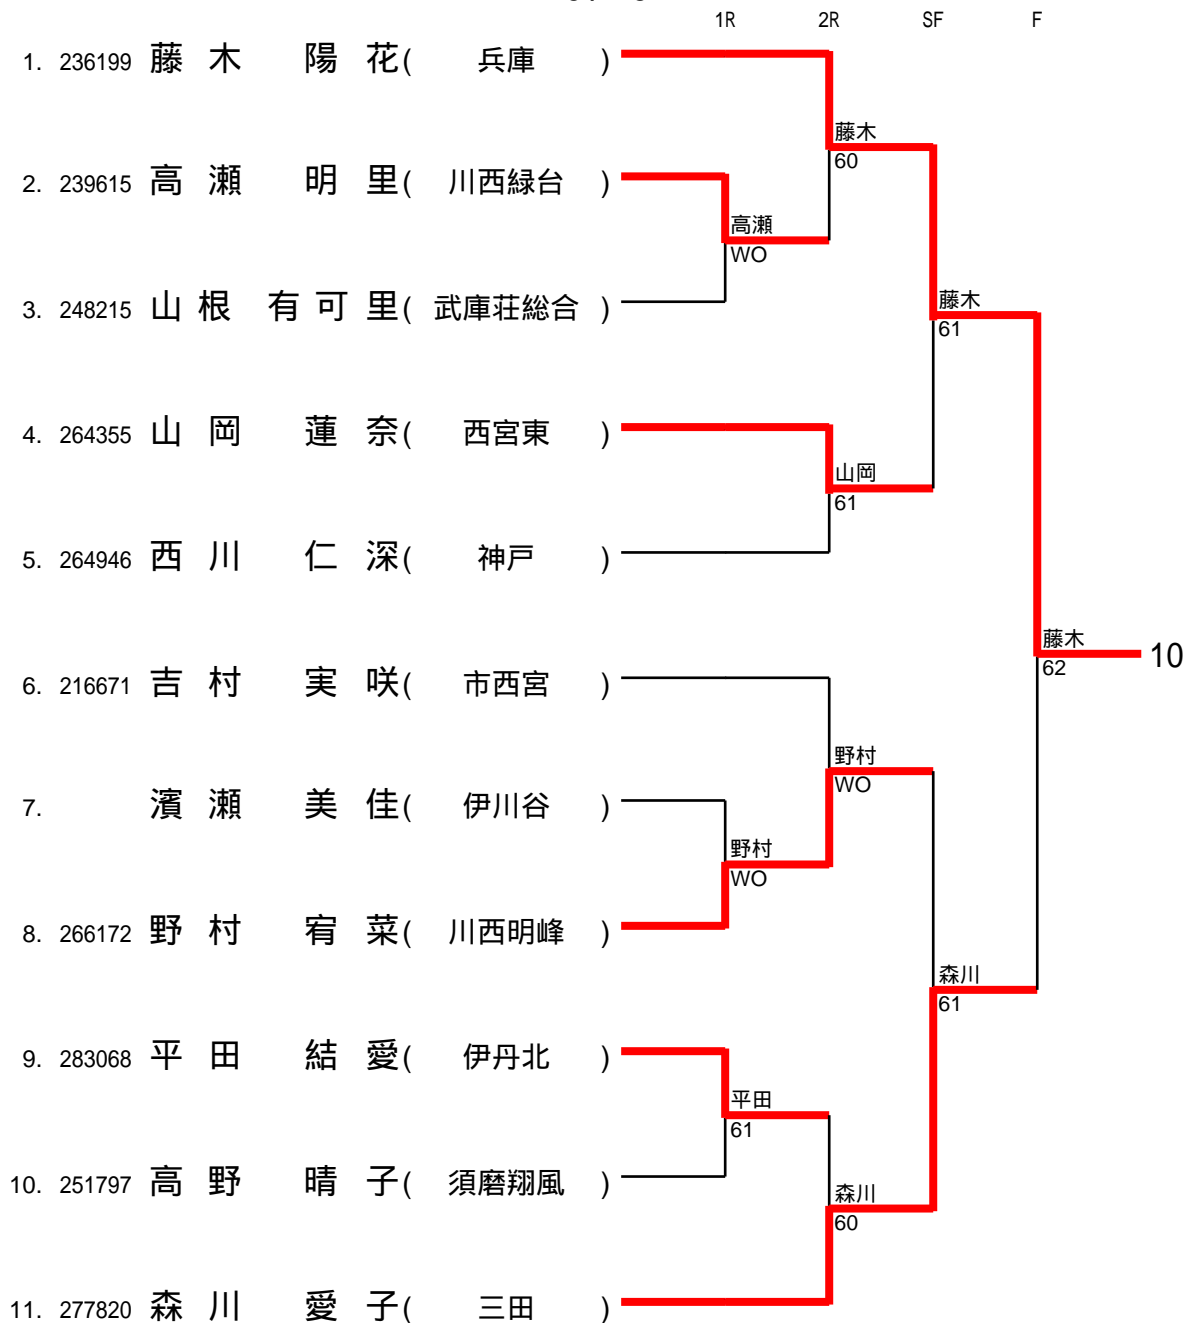 1R 2R SF F
1. 236199 藤木 陽花( 兵庫 )
藤木
60
2. 239615 高瀬 明里( 川西緑台 )
高瀬
WO
3. 248215 山根 有可里( 武庫荘総合 )
藤木
61
4. 264355 山岡 蓮奈( 西宮東 )
山岡
61
5. 264946 西川 仁深( 神戸 )
藤木
62
10
6. 216671 吉村 実咲( 市西宮 )
野村
WO
7. 濱瀬 美佳( 伊川谷 )
野村
WO
8. 266172 野村 宥菜( 川西明峰 )
森川
61
9. 283068 平田 結愛( 伊丹北 )
平田
61
10. 251797 高野 晴子( 須磨翔風 )
森川
60
11. 277820 森川 愛子( 三田 )